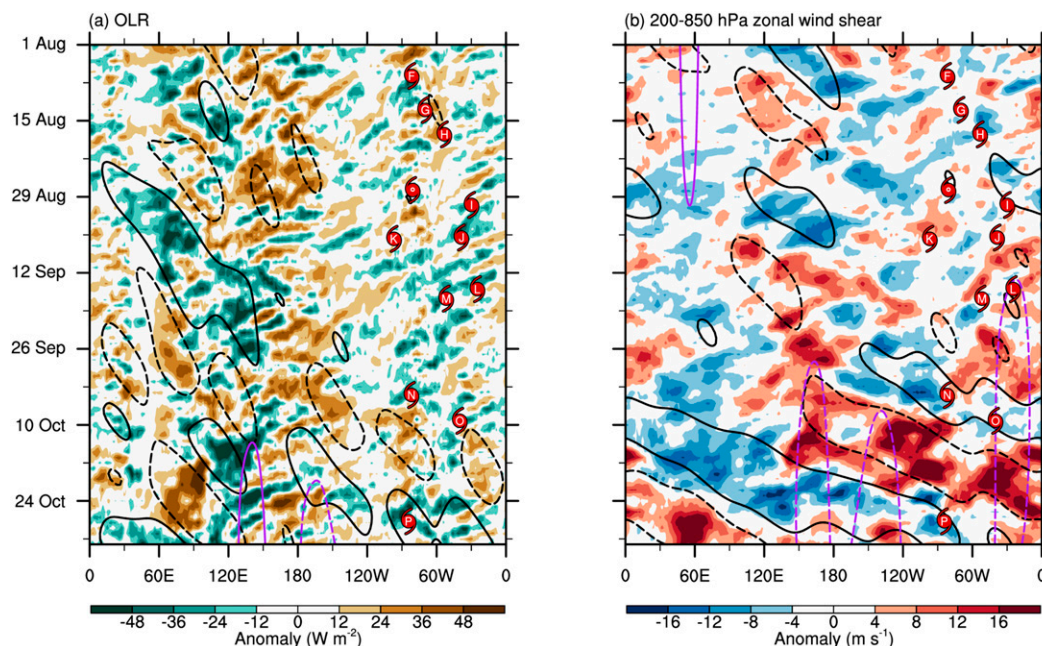 (a) OLR
(b) 200-850 hPa zonal wind shear
1 Aug
15 Aug
29 Aug
12 Sep
26 Sep
10 Oct
24 Oct
F
G
H
I
K
J
L
M
N
O
P
F
G
H
I
K
J
L
M
N
O
P
0 60E 120E 180 120W 60W 0
0 60E 120E 180 120W 60W 0
-48 -36 -24 -12 0 12 24 36 48
Anomaly (W m-2)
-16 -12 -8 -4 0 4 8 12 16
Anomaly (m s-1)